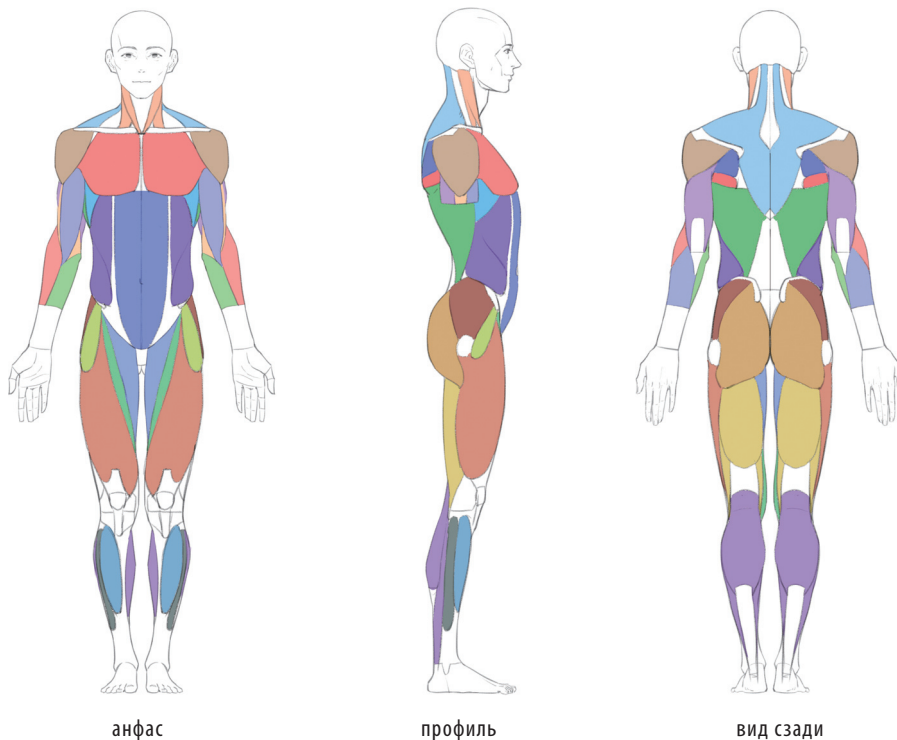 анфас
профиль
вид сзади